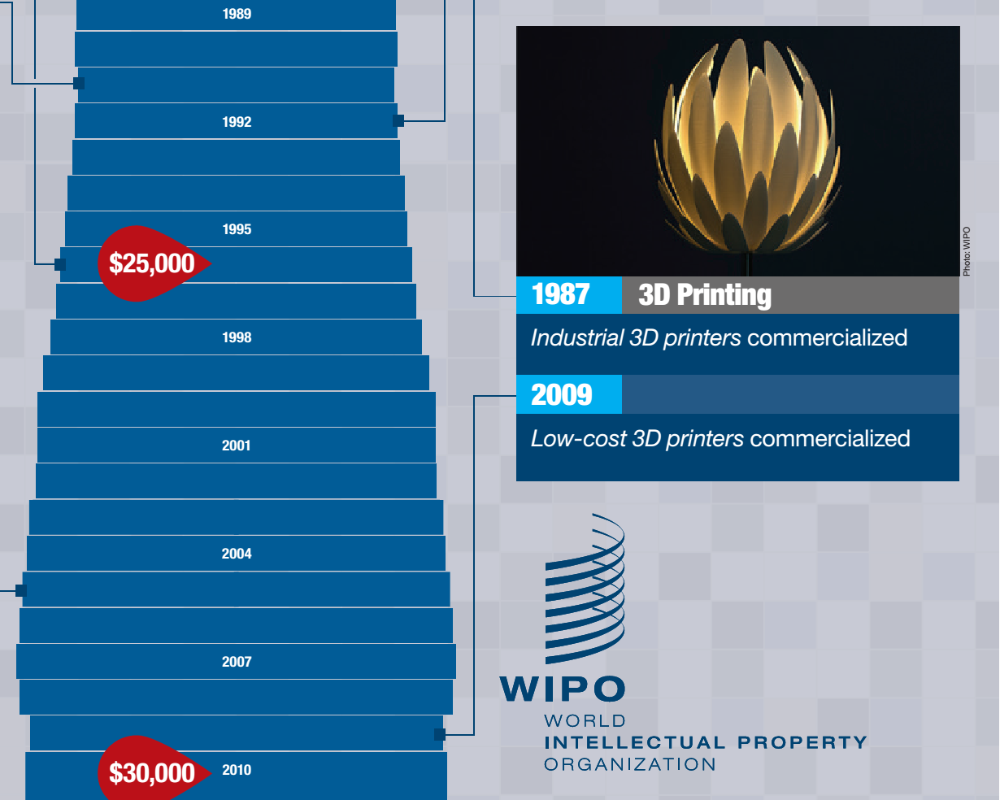 1989
1992
1995
$25,000
1998
2001
2004
2007
$30,000 2010
Photo: WIPO
1987 3D Printing
Industrial 3D printers commercialized
2009
Low-cost 3D printers commercialized
WIPO
WORLD
INTELLECTUAL PROPERTY
ORGANIZATION